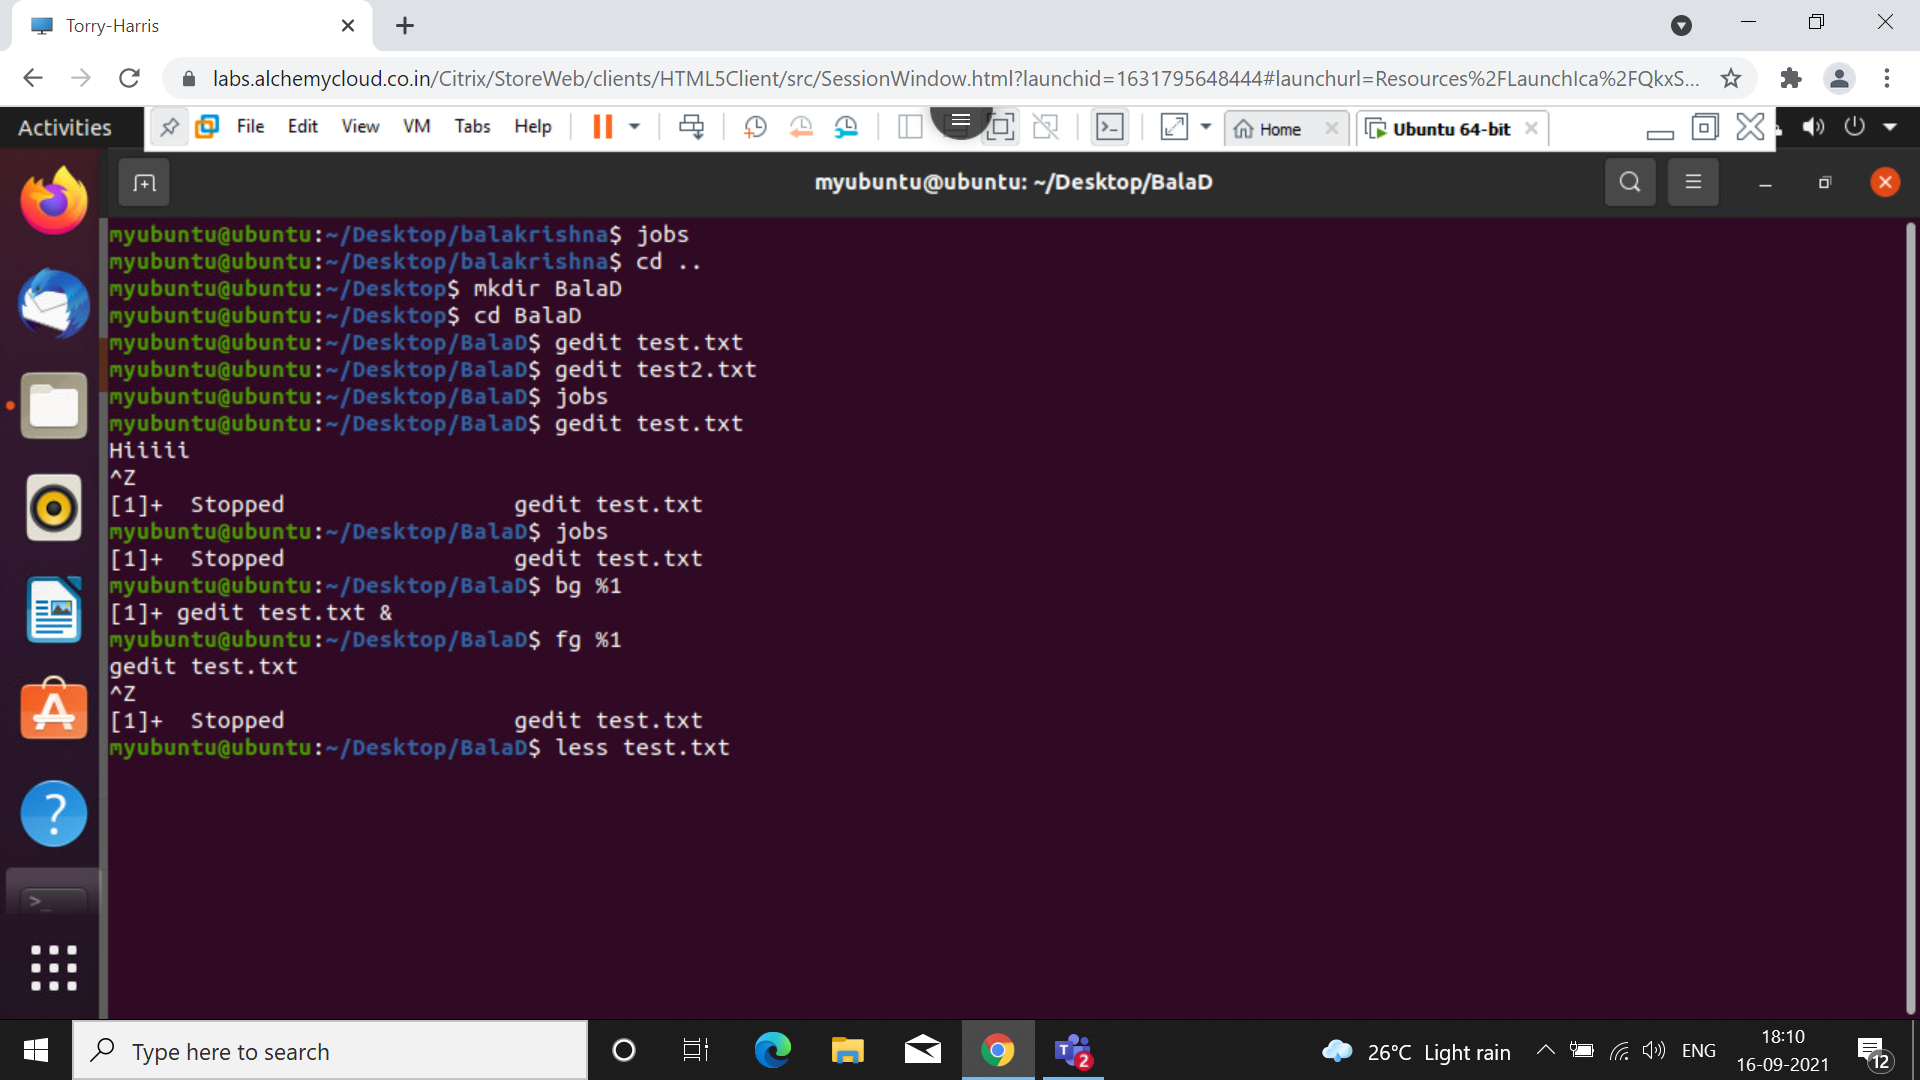 Torry-Harris
labs.alchemycloud.co.in/Citrix/StoreWeb/clients/HTML5Client/src/SessionWindow.html?launchid=1631795648444#launchurl=Resources%2FLaunchIca%2FQkxS...
Activities File Edit View VM Tabs Help Home Ubuntu 64-bit
myubuntu@ubuntu: ~/Desktop/BalaD
myubuntu@ubuntu:~/Desktop/balakrishna$ jobs
myubuntu@ubuntu:~/Desktop/balakrishna$ cd ..
myubuntu@ubuntu:~/Desktop$ mkdir BalaD
myubuntu@ubuntu:~/Desktop$ cd BalaD
myubuntu@ubuntu:~/Desktop/BalaD$ gedit test.txt
myubuntu@ubuntu:~/Desktop/BalaD$ gedit test2.txt
myubuntu@ubuntu:~/Desktop/BalaD$ jobs
myubuntu@ubuntu:~/Desktop/BalaD$ gedit test.txt
Hiiiii
^Z
[1]+  Stopped                 gedit test.txt
myubuntu@ubuntu:~/Desktop/BalaD$ jobs
[1]+  Stopped                 gedit test.txt
myubuntu@ubuntu:~/Desktop/BalaD$ bg %1
[1]+ gedit test.txt &
myubuntu@ubuntu:~/Desktop/BalaD$ fg %1
gedit test.txt
^Z
[1]+  Stopped                 gedit test.txt
myubuntu@ubuntu:~/Desktop/BalaD$ less test.txt
Type here to search
2
26°C Light rain
ENG
18:10
16-09-2021
12